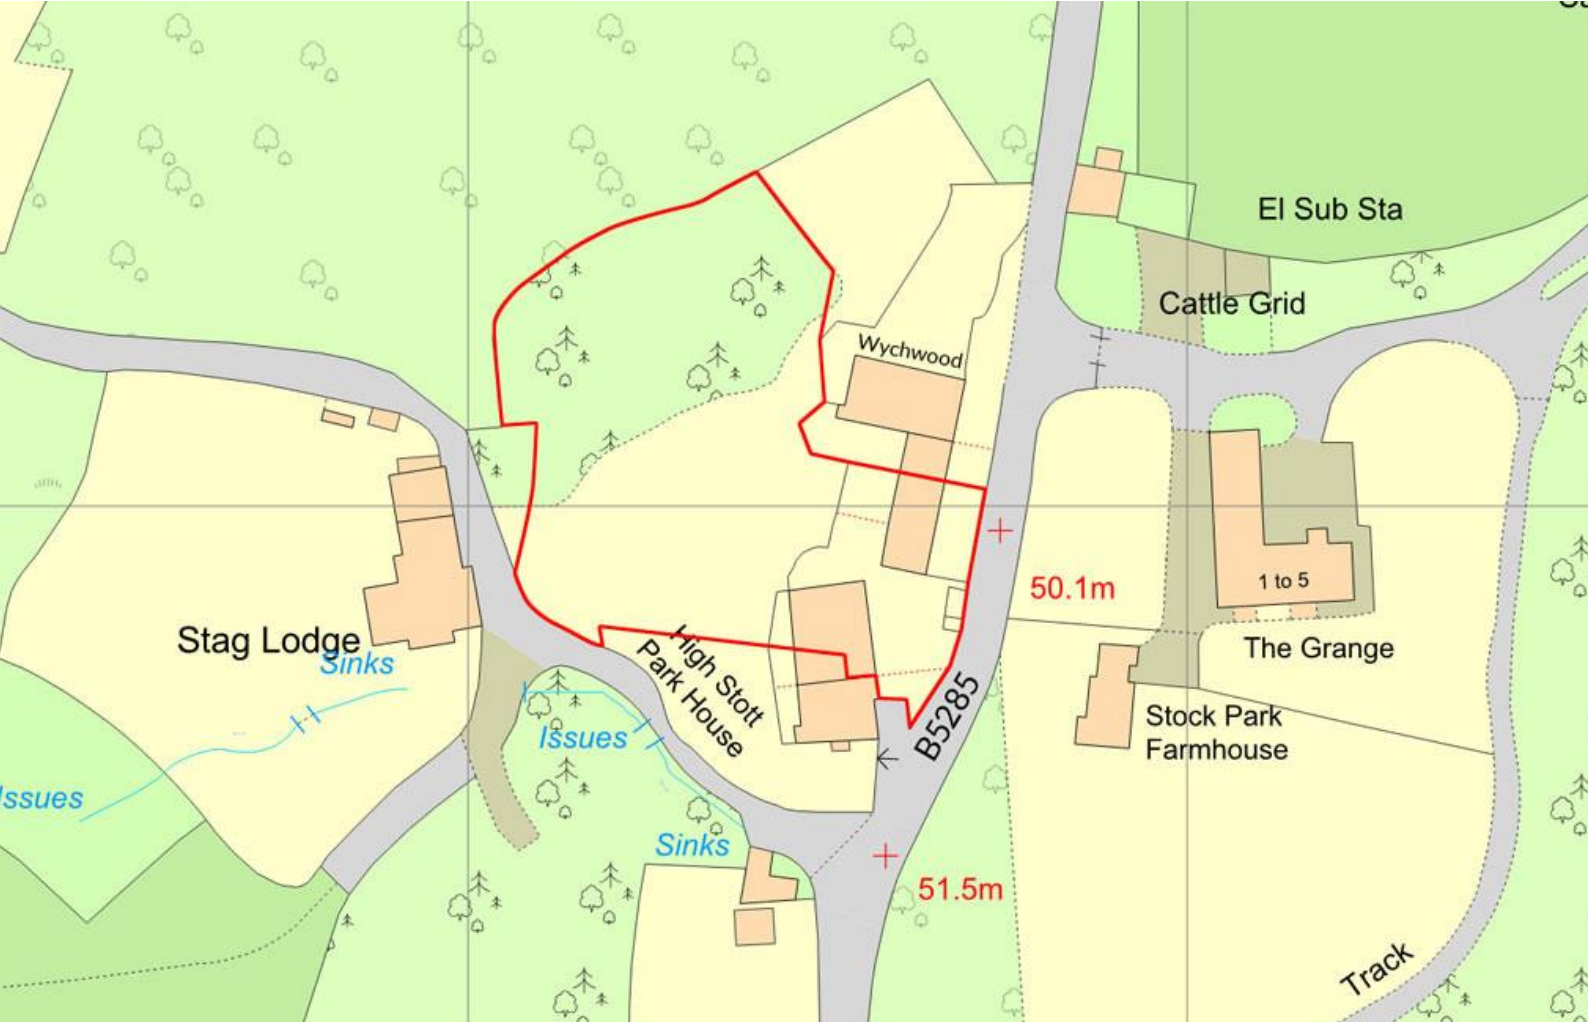 El Sub Sta
Cattle Grid
Wychwood
50.1m
1 to 5
Stag Lodge
Sinks
High Stott
Park House
The Grange
B5285
Stock Park
Farmhouse
Issues
Issues
Sinks
51.5m
Track